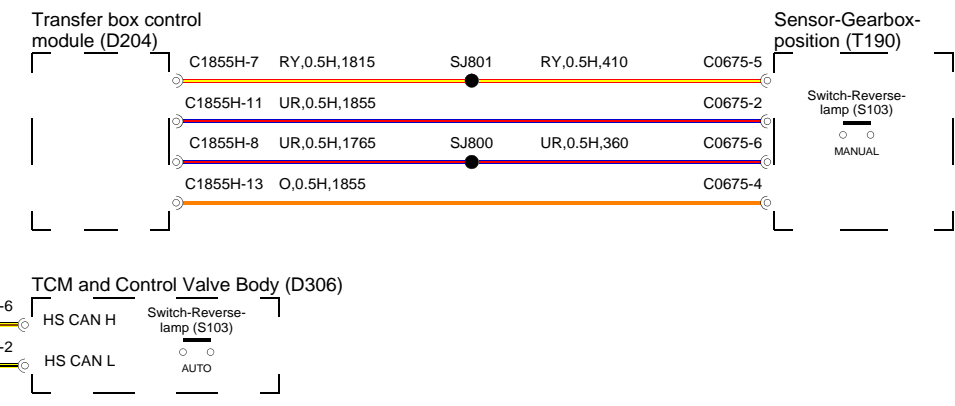 Transfer box control
module (D204)
Sensor-Gearbox-
position (T190)
C1855H-7 RY,0.5H,1815 SJ801 RY,0.5H,410 C0675-5
C1855H-11 UR,0.5H,1855 C0675-2
C1855H-8 UR,0.5H,1765 SJ800 UR,0.5H,360 C0675-6
C1855H-13 O,0.5H,1855 C0675-4
Switch-Reverse-
lamp (S103)
MANUAL
TCM and Control Valve Body (D306)
-6 HS CAN H
-2 HS CAN L
Switch-Reverse-
lamp (S103)
AUTO